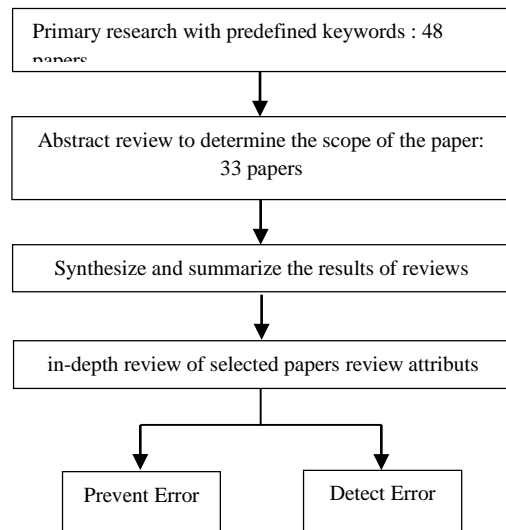 Primary research with predefined keywords : 48
papers
Abstract review to determine the scope of the paper:
33 papers
Synthesize and summarize the results of reviews
in-depth review of selected papers review attributs
Prevent Error
Detect Error